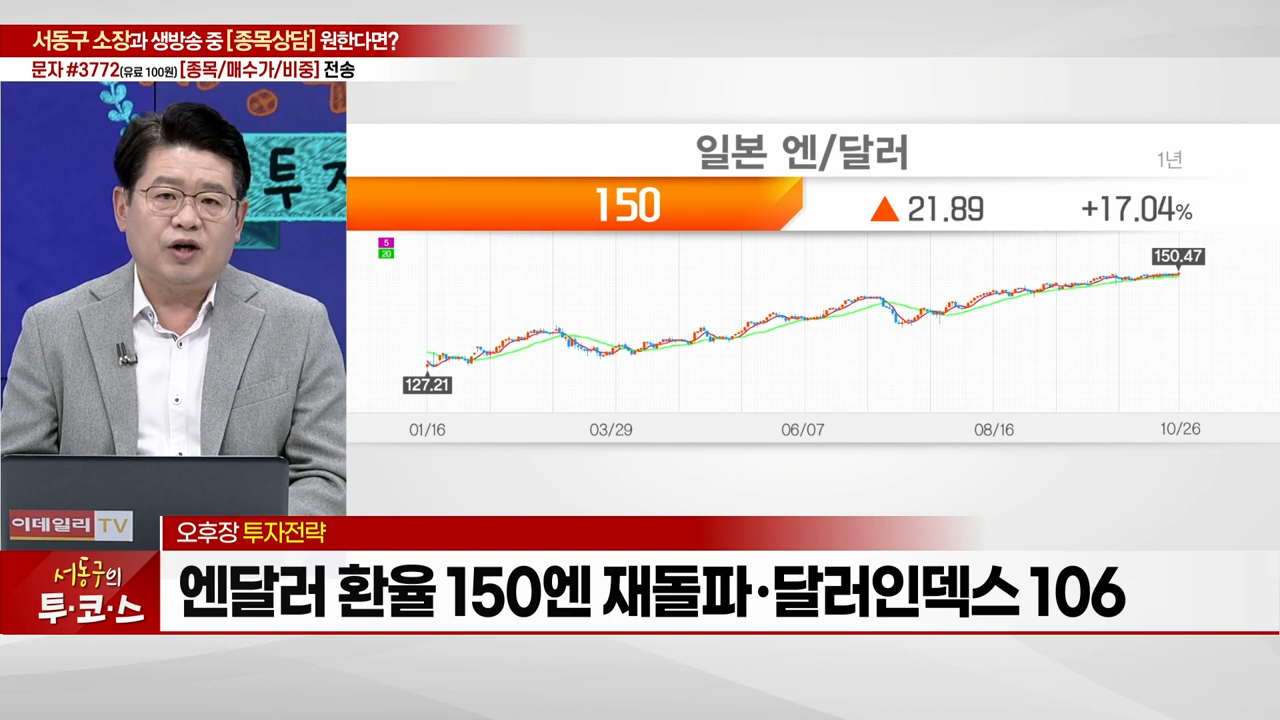 서동구 소장과 생방송 중 [종목상담] 원한다면?
문자 #3772(유료 100원) [종목/매수가/비중] 전송
투자
일본 엔/달러
1년
150
▲ 21.89
+17.04%
5
20
150.47
127.21
01/16
03/29
06/07
08/16
10/26
이데일리 TV
오후장 투자전략
서동구의
투·코·스
엔달러 환율 150엔 재돌파·달러인덱스 106